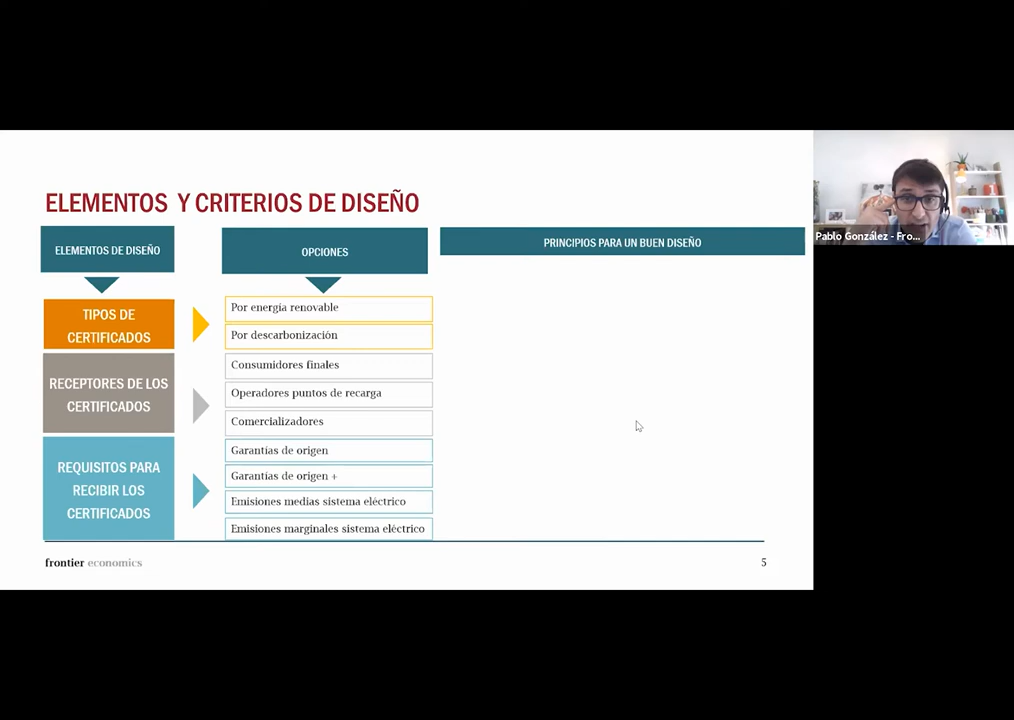 ELEMENTOS Y CRITERIOS DE DISEÑO
ELEMENTOS DE DISEÑO
OPCIONES
PRINCIPIOS PARA UN BUEN DISEÑO
TIPOS DE
CERTIFICADOS
Por energía renovable
Por descarbonización
RECEPTORES DE LOS
CERTIFICADOS
Consumidores finales
Operadores puntos de recarga
Comercializadores
REQUISITOS PARA
RECIBIR LOS
CERTIFICADOS
Garantías de origen
Garantías de origen +
Emisiones medias sistema eléctrico
Emisiones marginales sistema eléctrico
frontier economics
5
Pablo González - Fro...